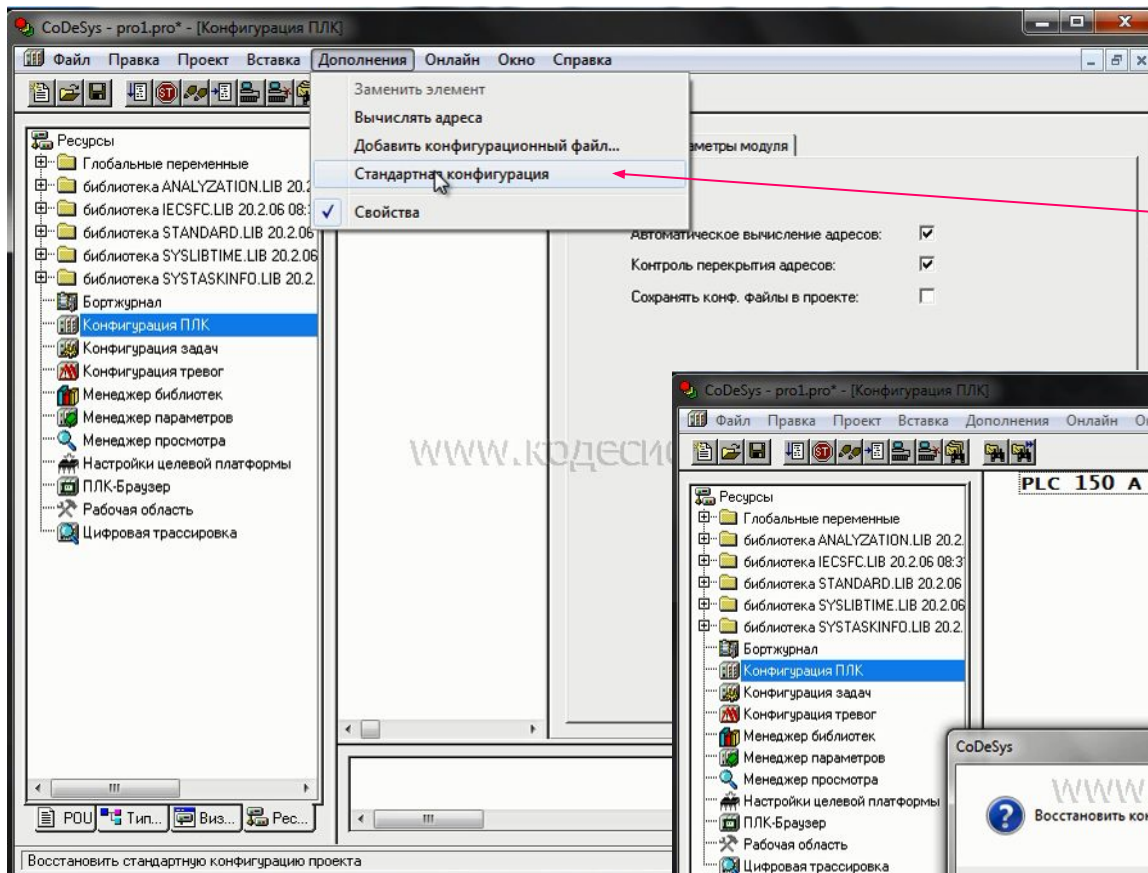 CoDeSys - pro1.pro* - [Конфигурация ПЛК]
Файл Правка Проект Вставка Дополнения Онлайн Окно Справка
Заменить элемент
Вычислять адреса
Добавить конфигурационный файл...
Стандартная конфигурация
Свойства
Ресурсы
Глобальные переменные
библиотека ANALYZATION.LIB 20.2
библиотека IECSFC.LIB 20.2.06 08:
библиотека STANDARD.LIB 20.2.06
библиотека SYSLIBTIME.LIB 20.2.06
библиотека SYSTASKINFO.LIB 20.2.
Бортжурнал
Конфигурация ПЛК
Конфигурация задач
Конфигурация тревог
Менеджер библиотек
Менеджер параметров
Менеджер просмотра
Настройки целевой платформы
ПЛК-Браузер
Рабочая область
Цифровая трассировка
POU Тип... Виз... Рес...
модуля
Автоматическое вычисление адресов:
Контроль перекрытия адресов:
Сохранять конф. файлы в проекте:
Восстановить стандартную конфигурацию проекта
CoDeSys - pro1.pro* - [Конфигурация ПЛК]
Файл Правка Проект Вставка Дополнения Онлайн
PLC 150 A
Ресурсы
Глобальные переменные
библиотека ANALYZATION.LIB 20.2.
библиотека IECSFC.LIB 20.2.06 08:3
библиотека STANDARD.LIB 20.2.06
библиотека SYSLIBTIME.LIB 20.2.06
библиотека SYSTASKINFO.LIB 20.2.
Бортжурнал
Конфигурация ПЛК
Конфигурация задач
Конфигурация тревог
Менеджер библиотек
Менеджер параметров
Менеджер просмотра
Настройки целевой платформы
ПЛК-Браузер
Рабочая область
Цифровая трассировка
CoDeSys
www
Восстановить